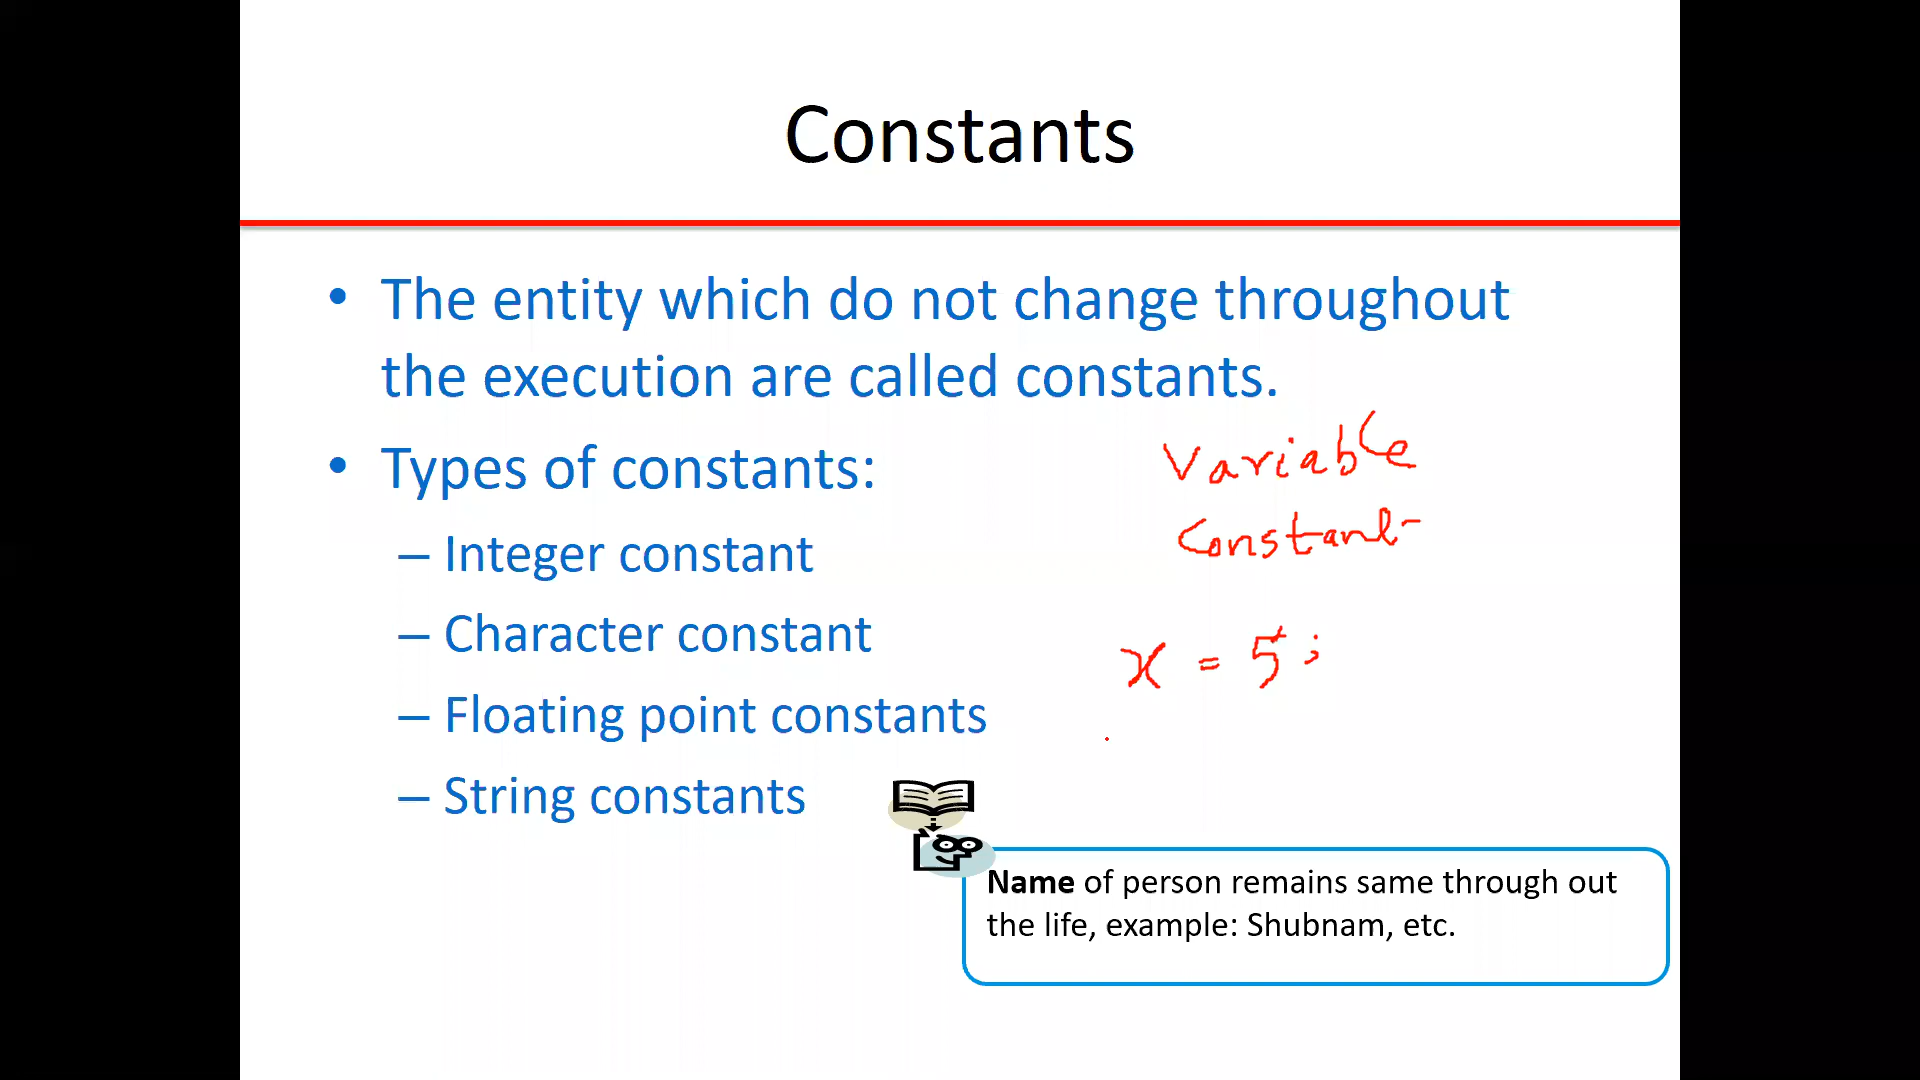 Constants
• The entity which do not change throughout
the execution are called constants.
• Types of constants:
– Integer constant
– Character constant
– Floating point constants
– String constants
Variable
Constant
x = 5 ;
Name of person remains same through out
the life, example: Shubnam, etc.